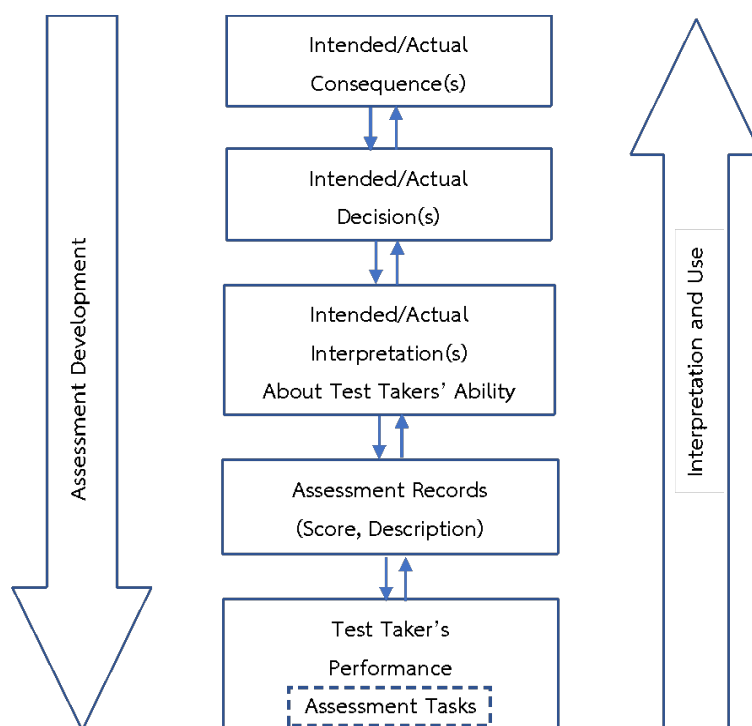 Intended/Actual
Consequence(s)
Intended/Actual
Decision(s)
Intended/Actual
Interpretation(s)
About Test Takers' Ability
Assessment Records
(Score, Description)
Test Taker's
Performance
Assessment Tasks
Assessment Development
Interpretation and Use